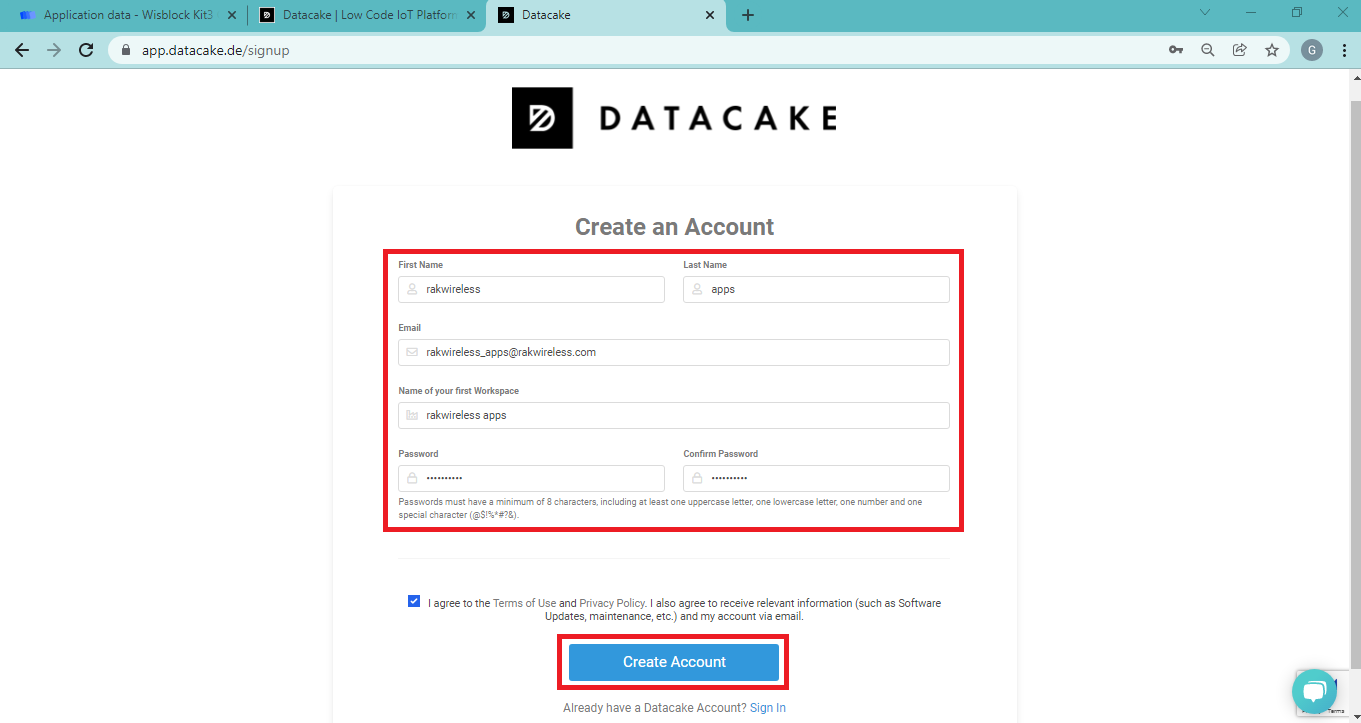 Application data - Wisblock Kit3
Datacake | Low Code IoT Platform
Datacake
app.datacake.de/signup
G
DATACAKE
Create an Account
First Name
Last Name
rakwireless
apps
Email
rakwireless_apps@rakwireless.com
Name of your first Workspace
rakwireless apps
Password
Confirm Password
••••••••••
••••••••••
Passwords must have a minimum of 8 characters, including at least one uppercase letter, one lowercase letter, one number and one
special character (@$!%*#?&).
I agree to the Terms of Use and Privacy Policy. I also agree to receive relevant information (such as Software
Updates, maintenance, etc.) and my account via email.
Create Account
Already have a Datacake Account? Sign In
Terms